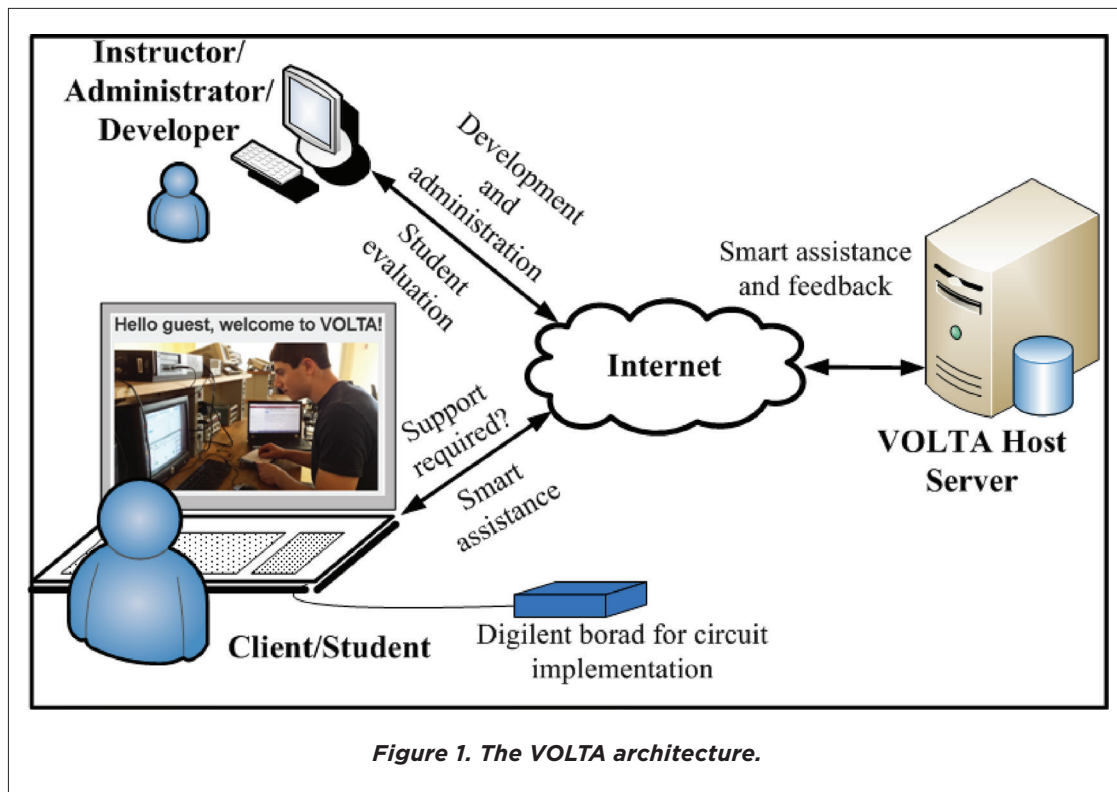 Instructor/
Administrator/
Developer
Development
and
administration
Student
evaluation
Smart assistance
and feedback
Hello guest, welcome to VOLTA!
Internet
Support
required?
Smart
assistance
VOLTA Host
Server
Client/Student
Digilent borad for circuit
implementation
Figure 1. The VOLTA architecture.